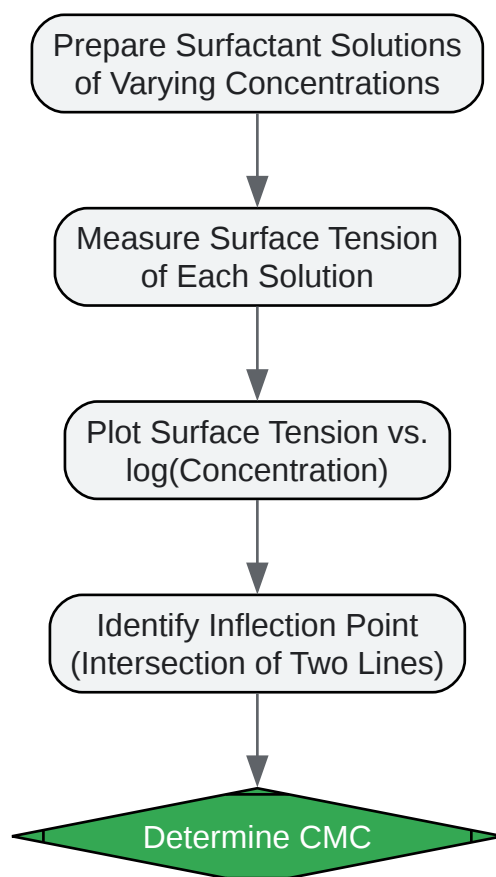 Prepare Surfactant Solutions
of Varying Concentrations
Measure Surface Tension
of Each Solution
Plot Surface Tension vs.
log(Concentration)
Identify Inflection Point
(Intersection of Two Lines)
Determine CMC